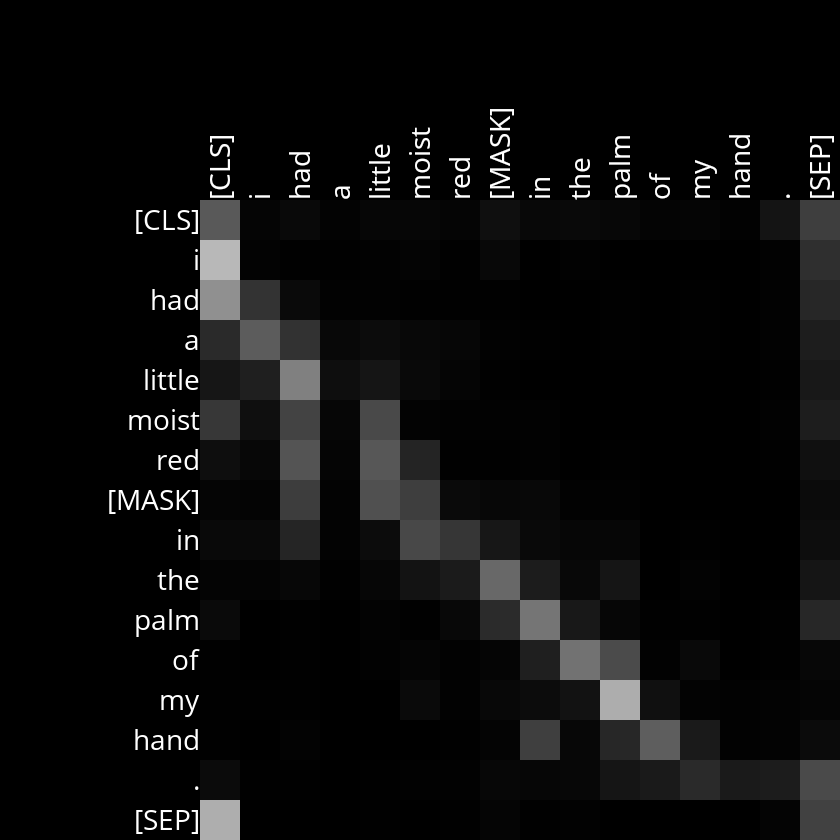 [CLS] i had a little moist red [MASK] in the palm of my hand . [SEP]
[CLS]
i
had
a
little
moist
red
[MASK]
in
the
palm
of
my
hand
.
[SEP]